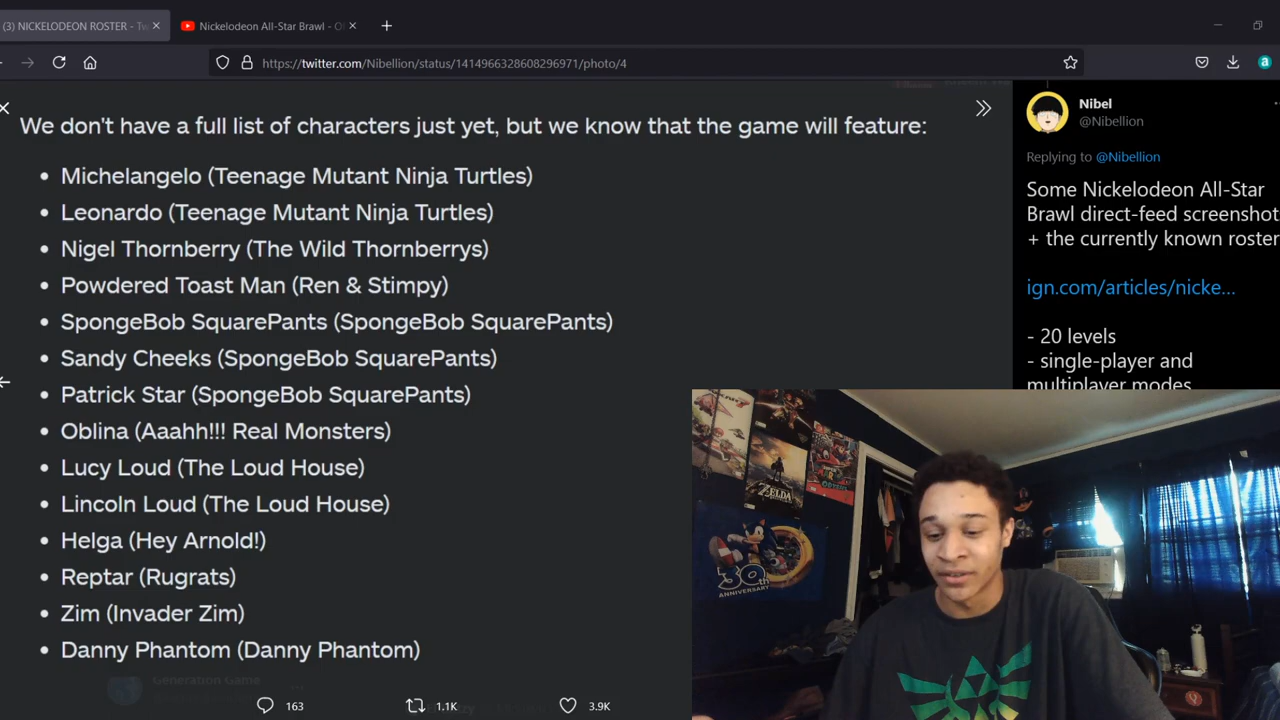 (3) NICKELODEON ROSTER - Tw
Nickelodeon All-Star Brawl - O
https://twitter.com/Nibellion/status/1414966328608296971/photo/4
We don't have a full list of characters just yet, but we know that the game will feature:
• Michelangelo (Teenage Mutant Ninja Turtles)
• Leonardo (Teenage Mutant Ninja Turtles)
• Nigel Thornberry (The Wild Thornberrys)
• Powdered Toast Man (Ren & Stimpy)
• SpongeBob SquarePants (SpongeBob SquarePants)
• Sandy Cheeks (SpongeBob SquarePants)
• Patrick Star (SpongeBob SquarePants)
• Oblina (Aaahh!!! Real Monsters)
• Lucy Loud (The Loud House)
• Lincoln Loud (The Loud House)
• Helga (Hey Arnold!)
• Reptar (Rugrats)
• Zim (Invader Zim)
• Danny Phantom (Danny Phantom)
Generation Game
163
1.1K
3.9K
Nibel
@Nibellion
Replying to @Nibellion
Some Nickelodeon All-Star
Brawl direct-feed screenshot
+ the currently known roster
ign.com/articles/nicke...
- 20 levels
- single-player and
multiplayer modes
ZELDA
30th
ANNIVERSARY